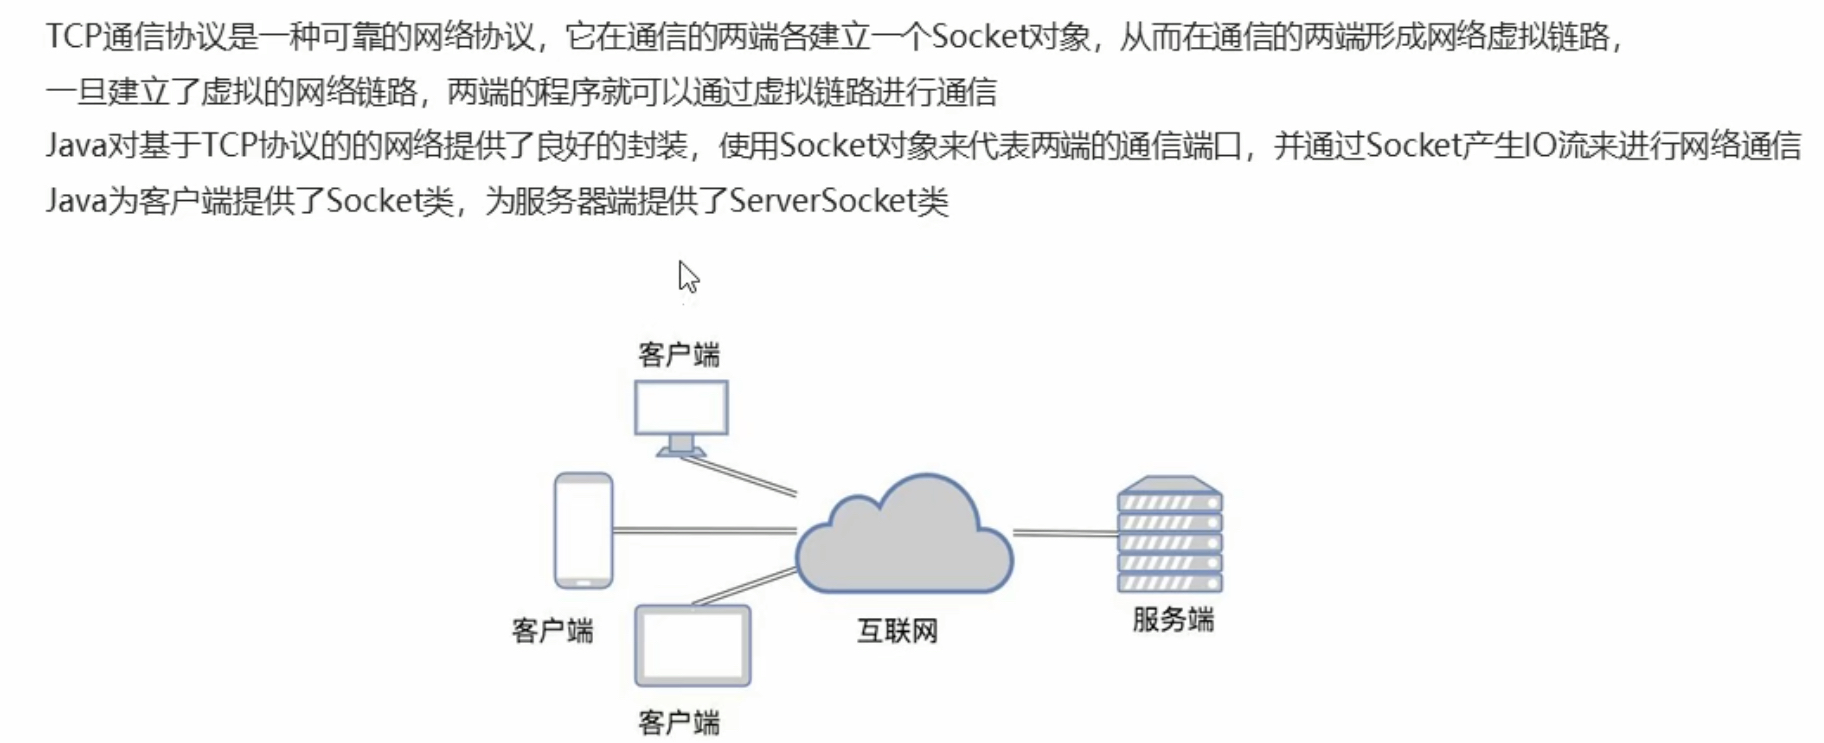 TCP通信协议是一种可靠的网络协议，它在通信的两端各建立一个Socket对象，从而在通信的两端形成网络虚拟链路，
一旦建立了虚拟的网络链路，两端的程序就可以通过虚拟链路进行通信
Java对基于TCP协议的的网络提供了良好的封装，使用Socket对象来代表两端的通信端口，并通过Socket产生IO流来进行网络通信
Java为客户端提供了Socket类，为服务器端提供了ServerSocket类
客户端
客户端
互联网
服务端
客户端